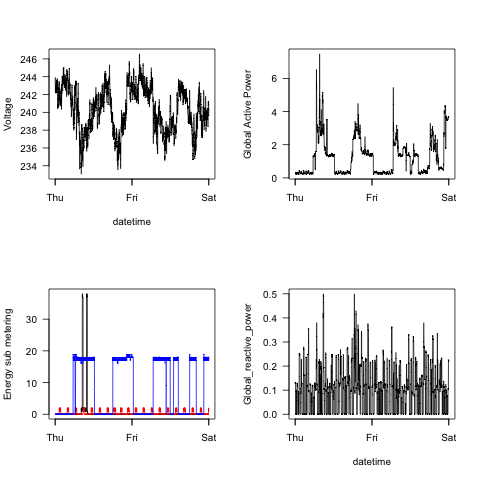 Voltage
246
244
242
240
238
236
234
Thu Fri Sat
datetime
Global Active Power
6
4
2
0
Thu Fri Sat
Energy sub metering
30
20
10
0
Thu Fri Sat
Global_reactive_power
0.5
0.4
0.3
0.2
0.1
0.0
Thu Fri Sat
datetime